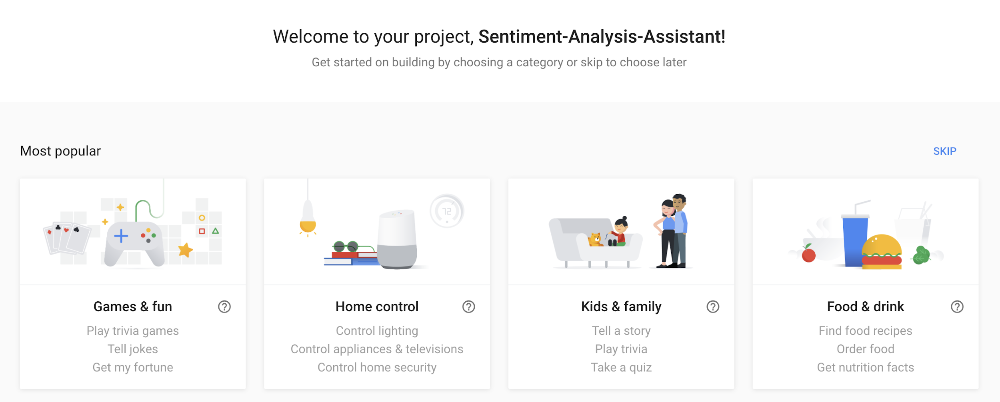 Welcome to your project, Sentiment-Analysis-Assistant!
Get started on building by choosing a category or skip to choose later
Most popular
SKIP
72
Games & fun
Play trivia games
Tell jokes
Get my fortune
Home control
Control lighting
Control appliances & televisions
Control home security
Kids & family
Tell a story
Play trivia
Take a quiz
Food & drink
Find food recipes
Order food
Get nutrition facts